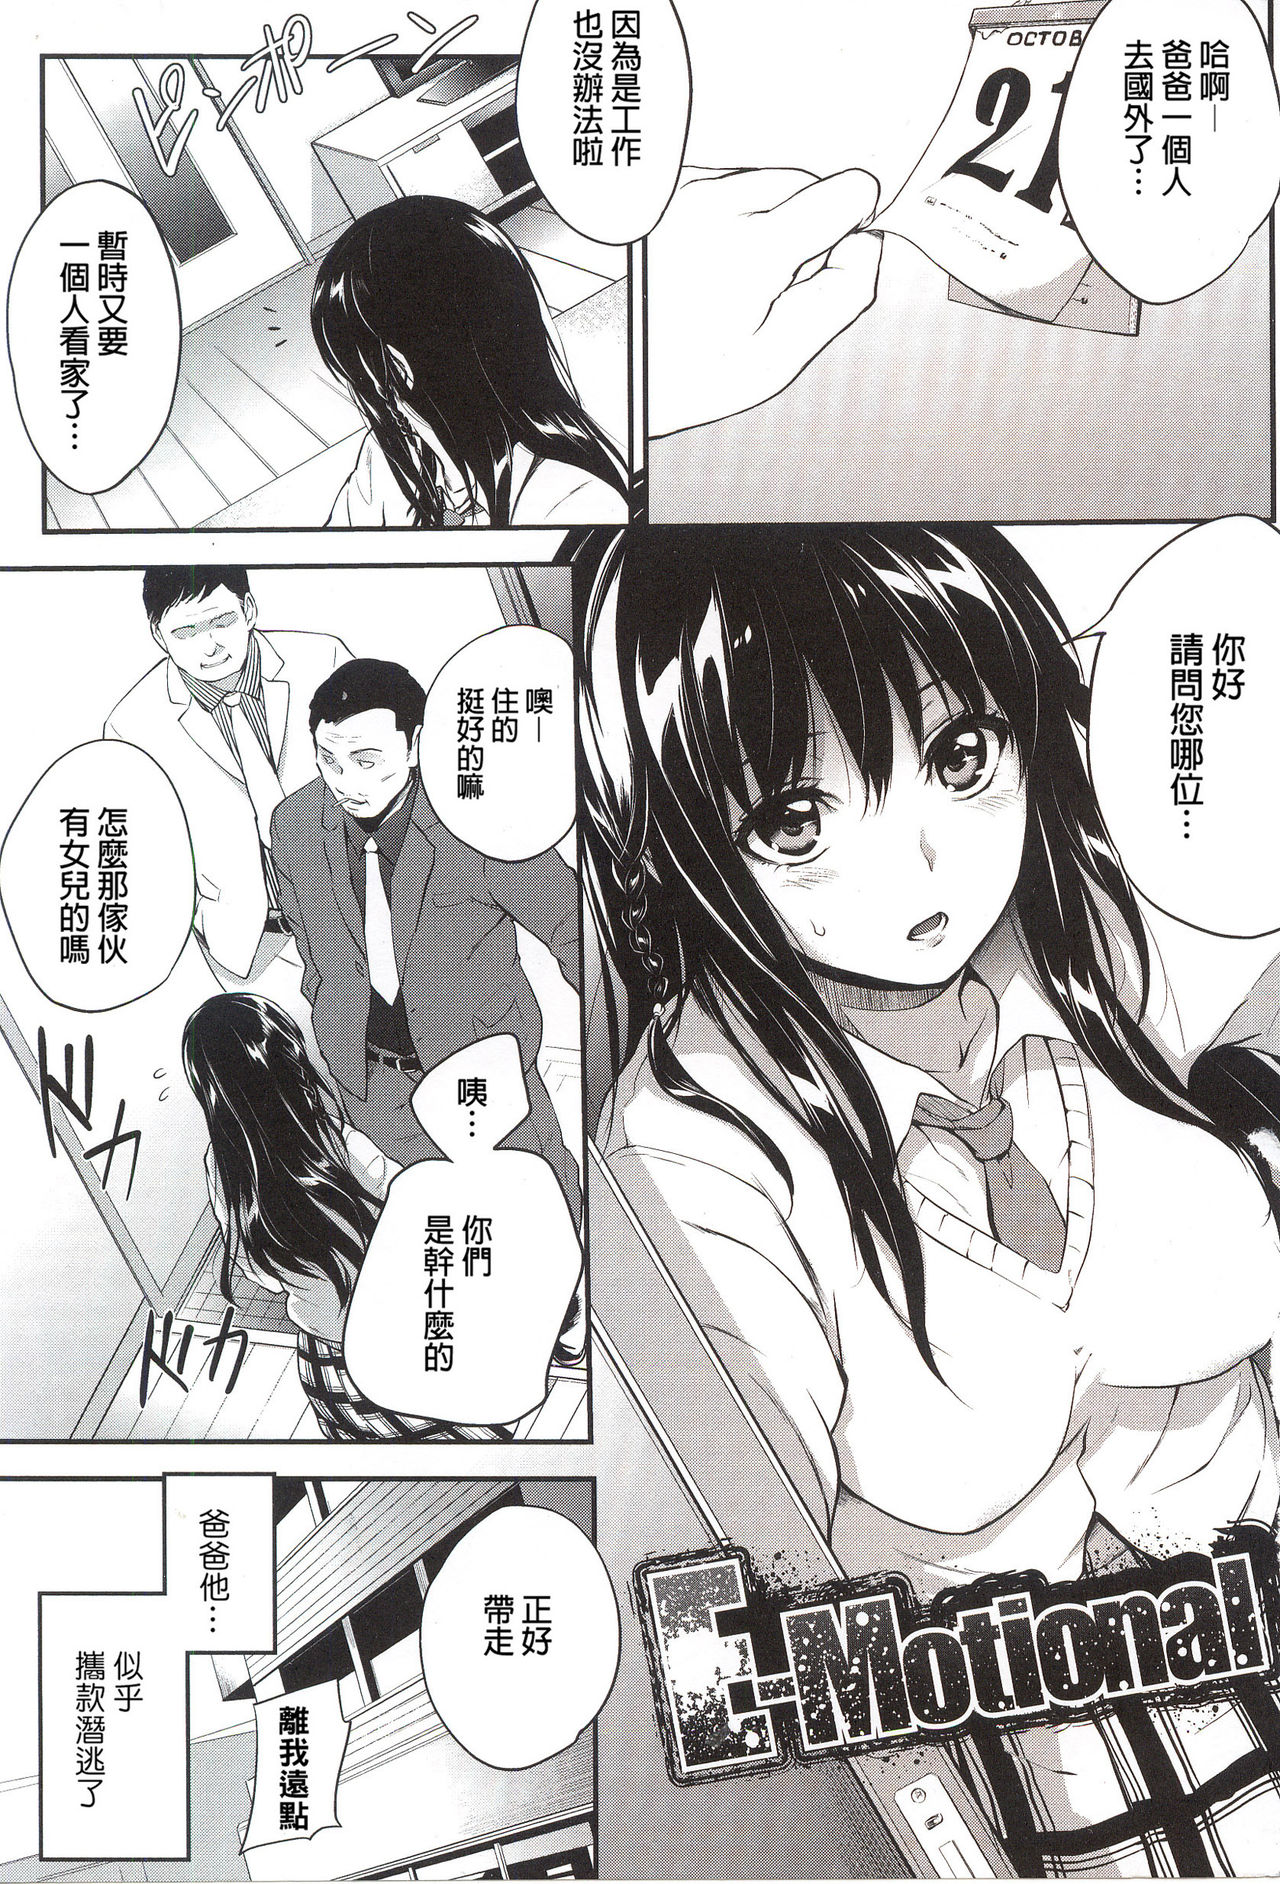 OCTOB
21
哈啊—
爸爸一個人
去國外了…
因為是工作
也沒辦法啦
ピンポーン
暫時又要
一個人看家了…
你好
請問您哪位…
噢—
住的
挺好的嘛
怎麼那傢伙
有女兒的嗎
咦…
你們
是幹什麼的
ドカ
ドカ
E-Motional
正好
帶走
離我遠點
爸爸他…
似乎
攜款潛逃了